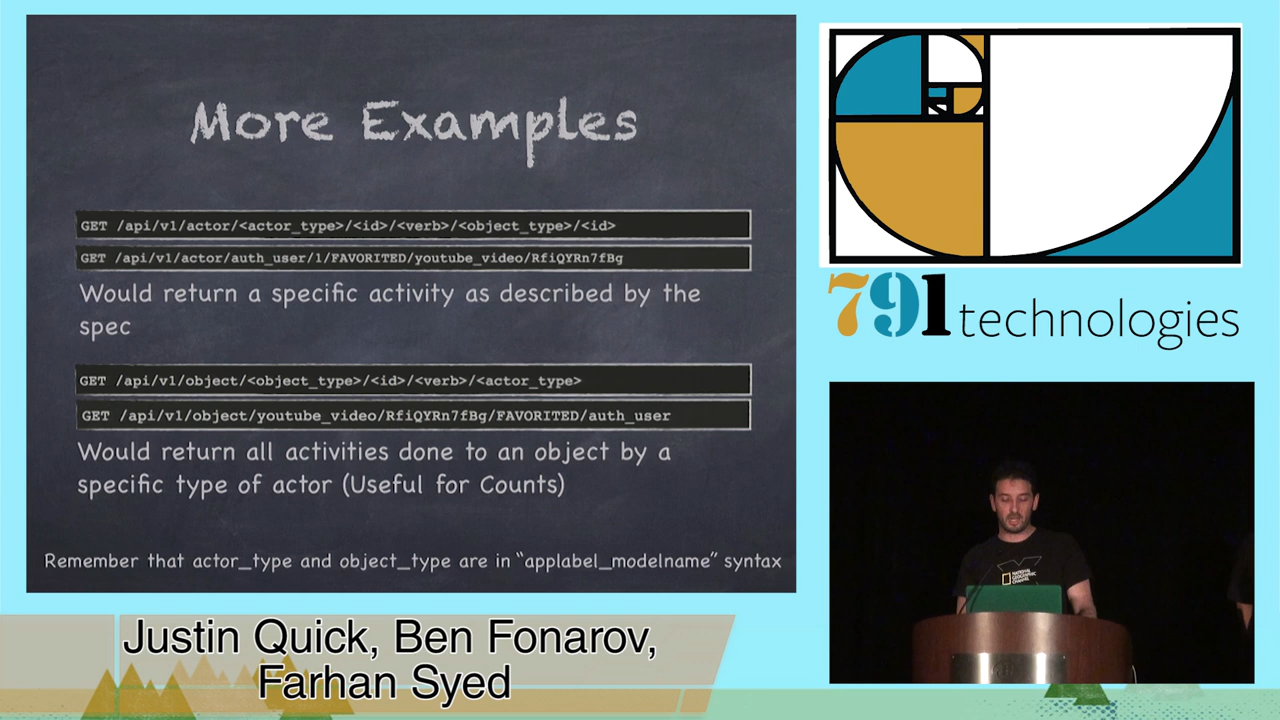 More Examples
GET /api/v1/actor/<actor_type>/<id>/<verb>/<object_type>/<id>
GET /api/v1/actor/auth_user/1/FAVORITED/youtube_video/RfiQYRn7fBg
Would return a specific activity as described by the
spec
GET /api/v1/object/<object_type>/<id>/<verb>/<actor_type>
GET /api/v1/object/youtube_video/RfiQYRn7fBg/FAVORITED/auth_user
Would return all activities done to an object by a
specific type of actor (Useful for Counts)
Remember that actor_type and object_type are in “applabel_modelname” syntax
791 technologies
NATIONAL
GEOGRAPHIC
CHANNEL
Justin Quick, Ben Fonarov,
Farhan Syed